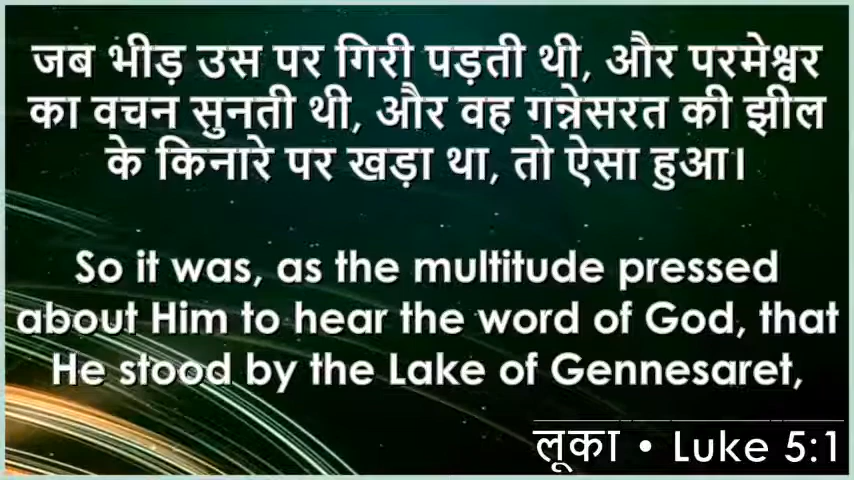 जब भीड़ उस पर गिरी पड़ती थी, और परमेश्वर
का वचन सुनती थी, और वह गन्नेसरत की झील
के किनारे पर खड़ा था, तो ऐसा हुआ।
So it was, as the multitude pressed
about Him to hear the word of God, that
He stood by the Lake of Gennesaret,
लूका • Luke 5:1